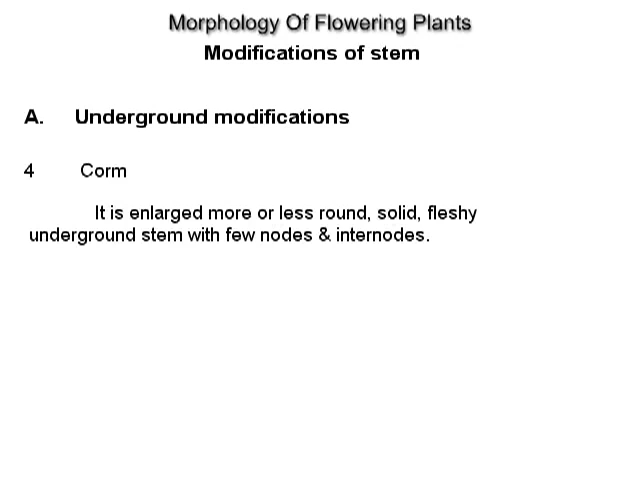 Morphology Of Flowering Plants
Modifications of stem
A. Underground modifications
4 Corm
It is enlarged more or less round, solid, fleshy
underground stem with few nodes & internodes.